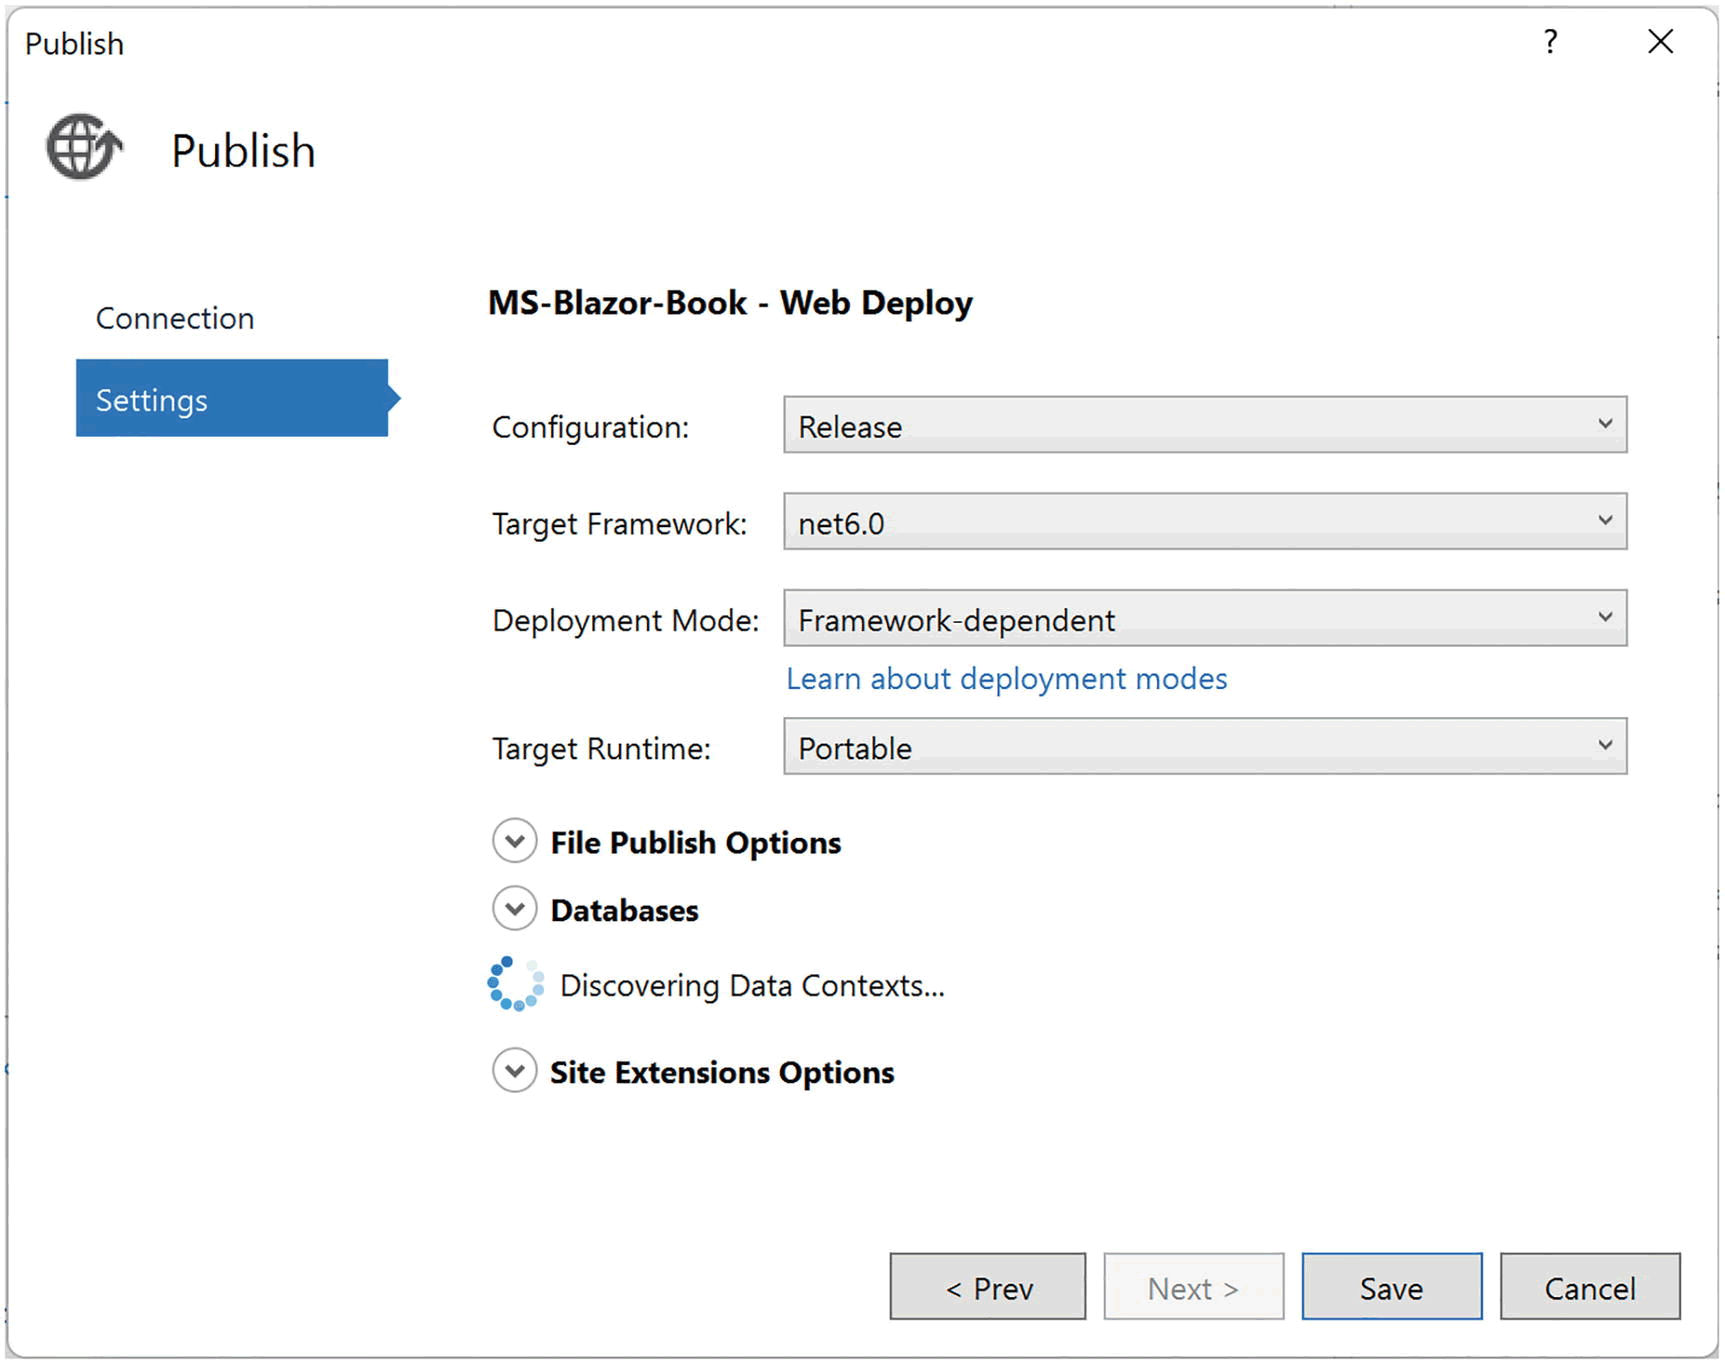 Publish
?
Publish
Connection
Settings
MS-Blazor-Book - Web Deploy
Configuration: Release
Target Framework: net6.0
Deployment Mode: Framework-dependent
Learn about deployment modes
Target Runtime: Portable
File Publish Options
Databases
Discovering Data Contexts...
Site Extensions Options
< Prev Next > Save Cancel